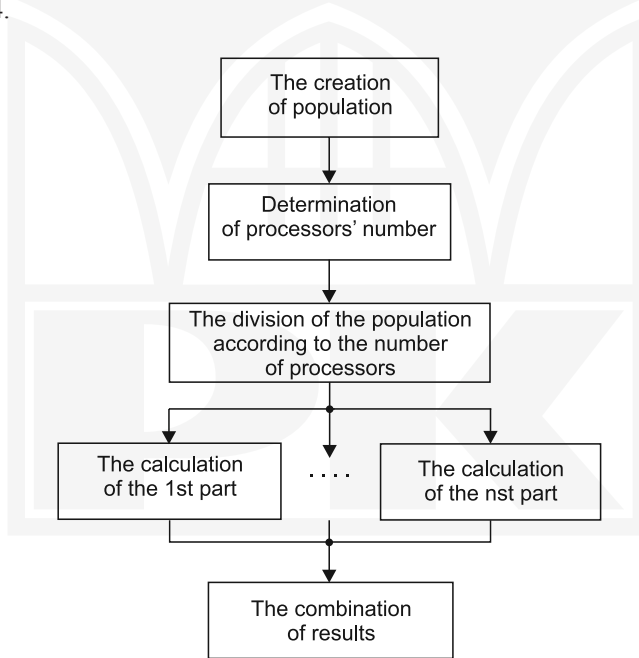 4.
The creation
of population
Determination
of processors' number
The division of the population
according to the number
of processors
The calculation
of the 1st part
. . . .
The calculation
of the nst part
The combination
of results